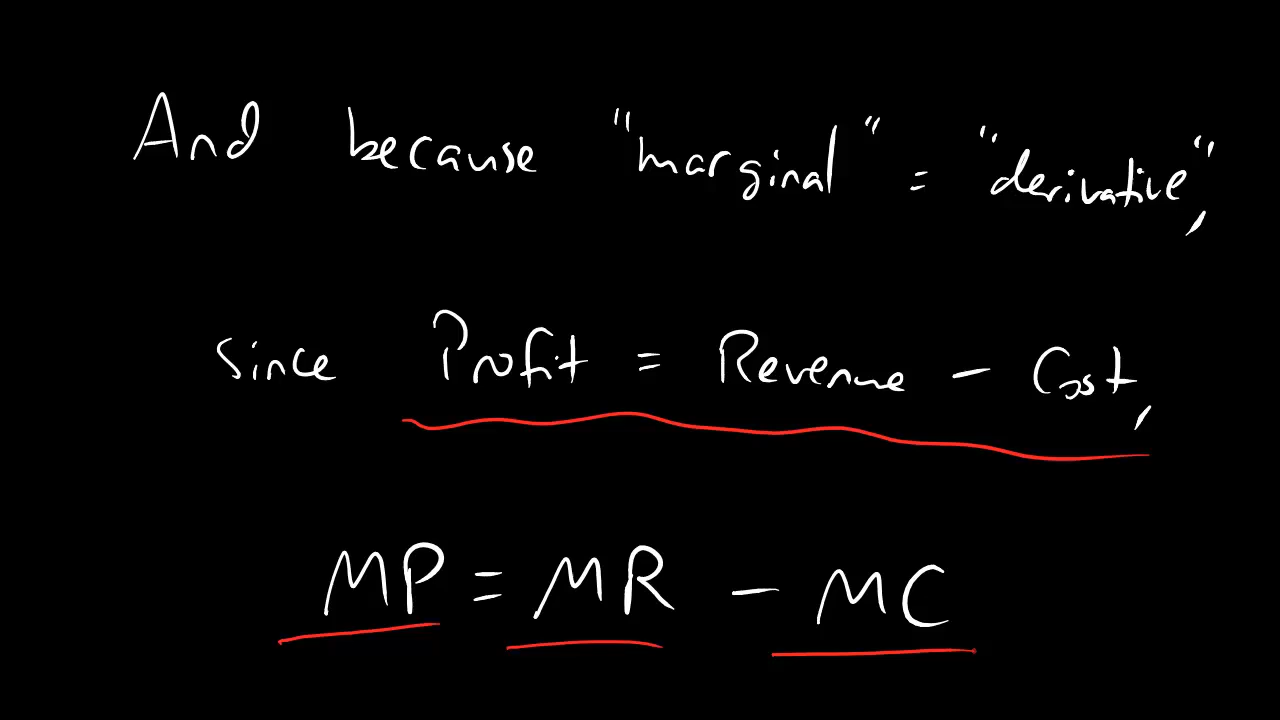 And because "marginal" = "derivative,"
since Profit = Revenue - Cost,
MP = MR - MC